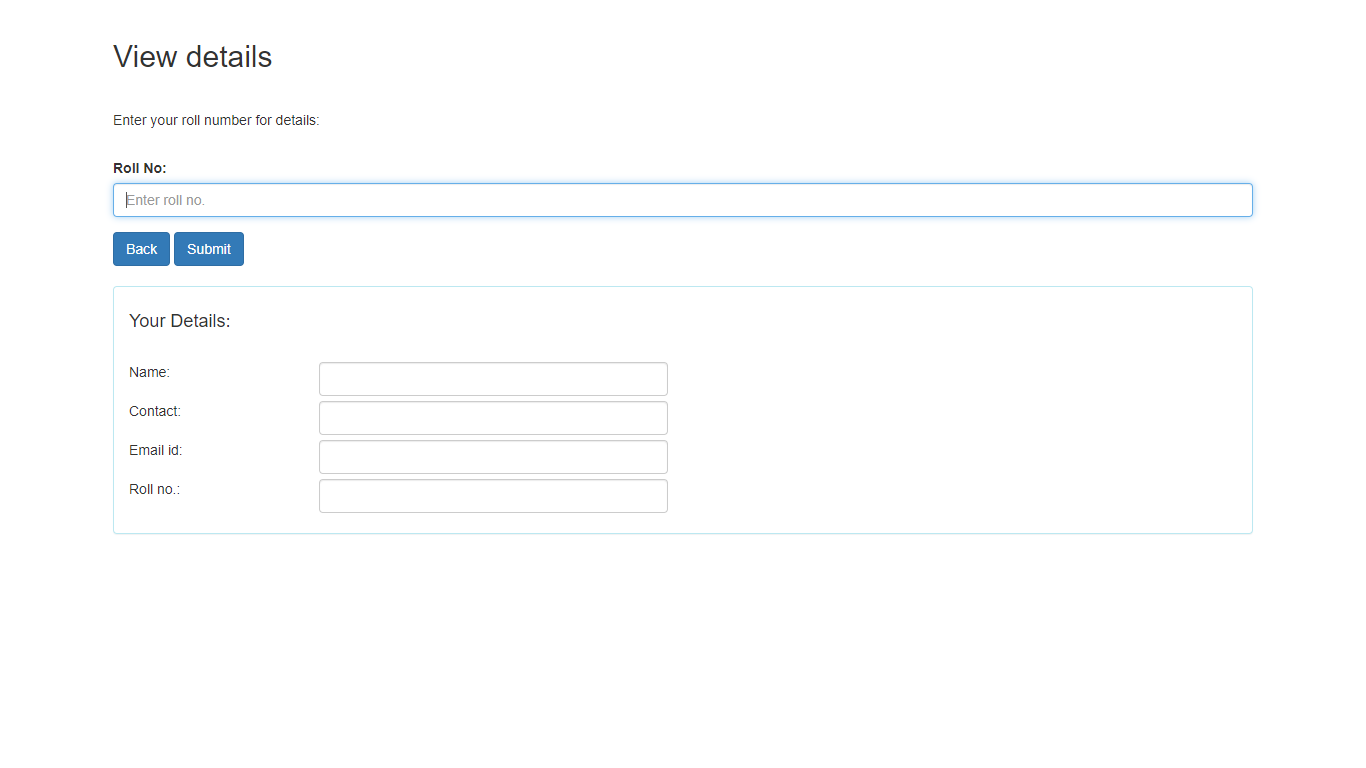 View details
Enter your roll number for details:
Roll No:
Enter roll no.
Back Submit
Your Details:
Name:
Contact:
Email id:
Roll no.: